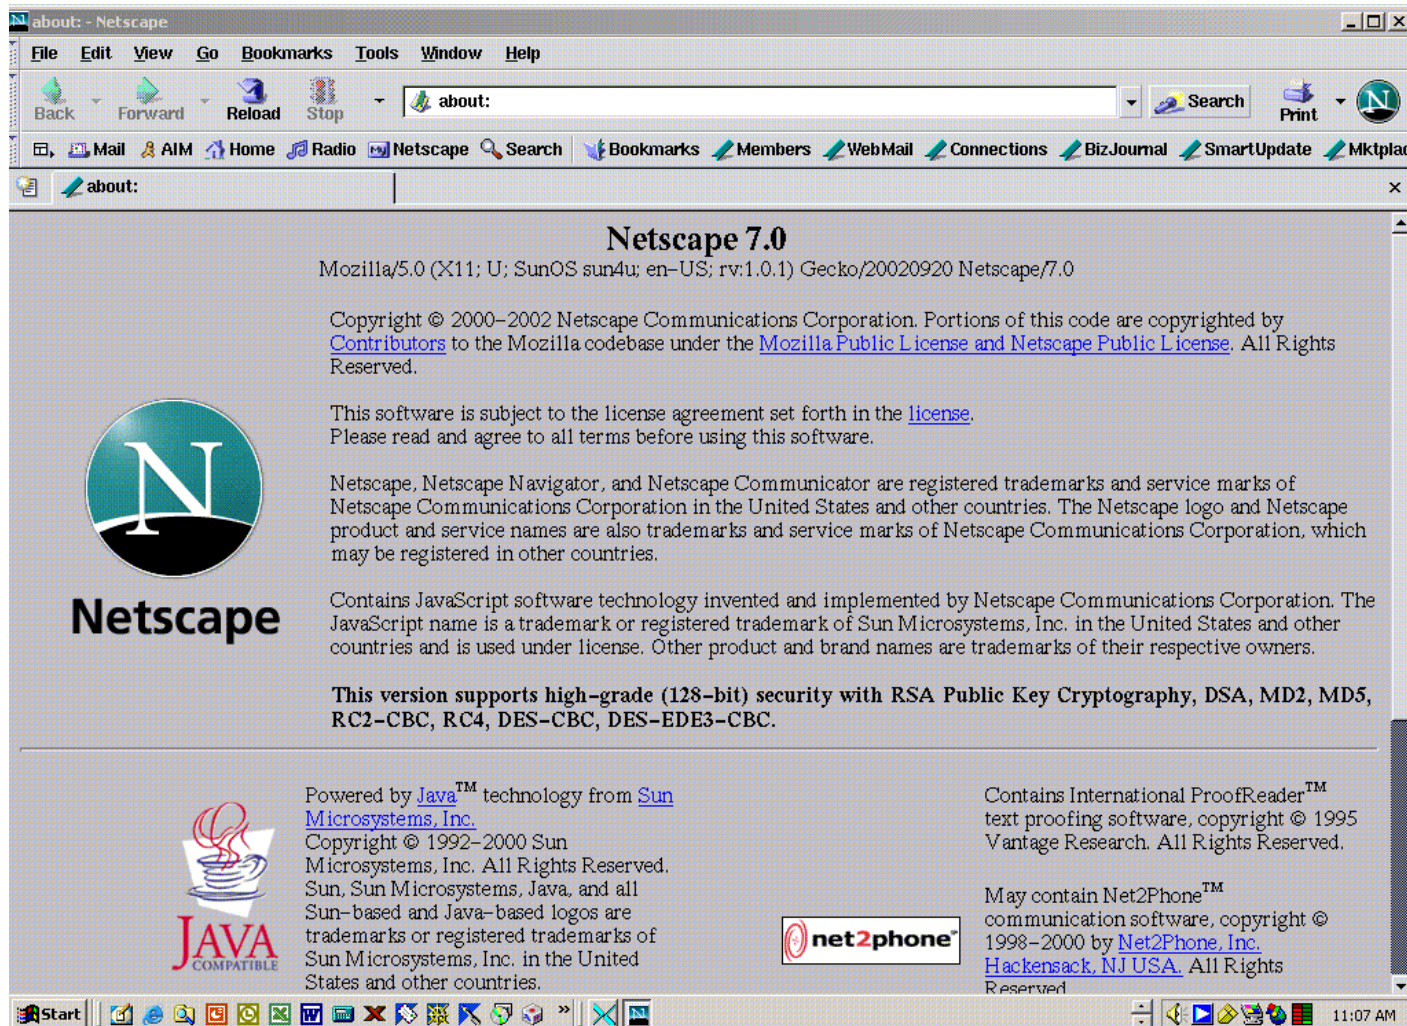 about: - Netscape
File Edit View Go Bookmarks Tools Window Help
Back Forward Reload Stop about: Search Print
Mail AIM Home Radio Netscape Search Bookmarks Members WebMail Connections BizJournal SmartUpdate Mktplac
about:
Netscape 7.0
Mozilla/5.0 (X11; U; SunOS sun4u; en-US; rv:1.0.1) Gecko/20020920 Netscape/7.0
Copyright © 2000-2002 Netscape Communications Corporation. Portions of this code are copyrighted by
Contributors to the Mozilla codebase under the Mozilla Public License and Netscape Public License. All Rights
Reserved.
This software is subject to the license agreement set forth in the license.
Please read and agree to all terms before using this software.
Netscape, Netscape Navigator, and Netscape Communicator are registered trademarks and service marks of
Netscape Communications Corporation in the United States and other countries. The Netscape logo and Netscape
product and service names are also trademarks and service marks of Netscape Communications Corporation, which
may be registered in other countries.
N
Netscape
Contains JavaScript software technology invented and implemented by Netscape Communications Corporation. The
JavaScript name is a trademark or registered trademark of Sun Microsystems, Inc. in the United States and other
countries and is used under license. Other product and brand names are trademarks of their respective owners.
This version supports high-grade (128-bit) security with RSA Public Key Cryptography, DSA, MD2, MD5,
RC2-CBC, RC4, DES-CBC, DES-EDE3-CBC.
JAVA
COMPATIBLE
Powered by Java™ technology from Sun
Microsystems, Inc.
Copyright © 1992-2000 Sun
Microsystems, Inc. All Rights Reserved.
Sun, Sun Microsystems, Java, and all
Sun-based and Java-based logos are
trademarks or registered trademarks of
Sun Microsystems, Inc. in the United
States and other countries.
net2phone
Contains International ProofReader™
text proofing software, copyright © 1995
Vantage Research. All Rights Reserved.
May contain Net2Phone™
communication software, copyright ©
1998-2000 by Net2Phone, Inc.
Hackensack, NJ USA. All Rights
Reserved
Start 11:07 AM